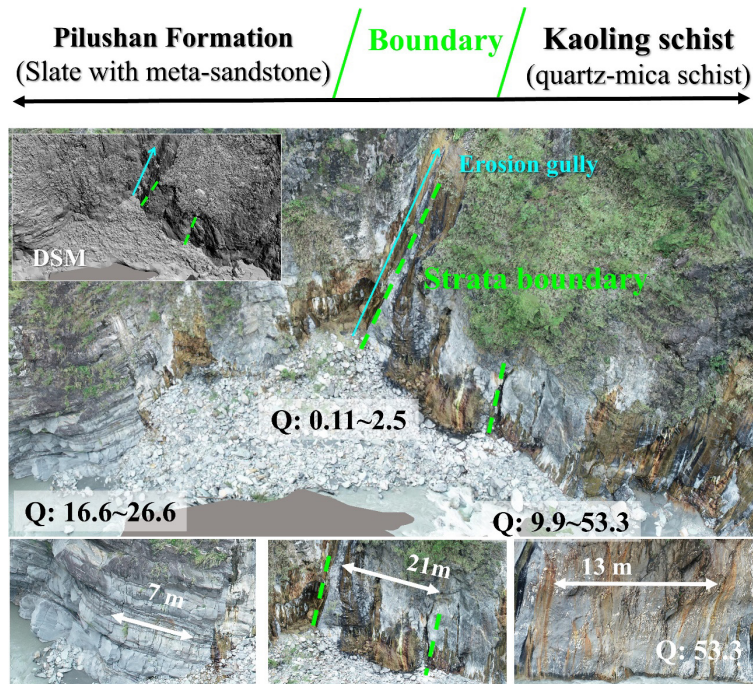 Pilushan Formation
(Slate with meta-sandstone)
Boundary
Kaoling schist
(quartz-mica schist)
Erosion gully
DSM
Strata boundary
Q: 0.11~2.5
Q: 16.6~26.6
Q: 9.9~53.3
7 m
21m
13 m
Q: 53.3